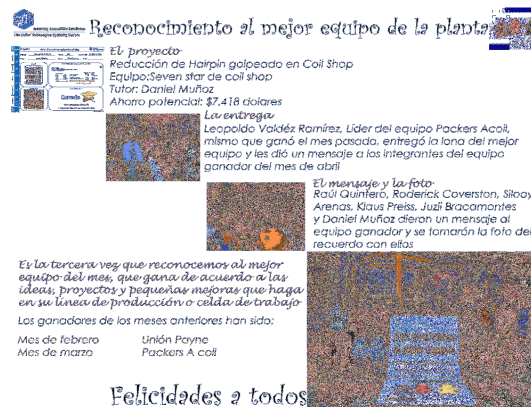 Reconocimiento al mejor equipo de la planta
El proyecto
Reducción de Hairpin golpeado en Coil Shop
Equipo:Seven star de coil shop
Tutor: Daniel Muñoz
Ahorro potencial: $7,418 dolares
La entrega
Leopoldo Valdéz Ramírez, Líder del equipo Packers Acoil,
mismo que ganó el mes pasada, entregó la lona del mejor
equipo y les dió un mensaje a los integrantes del equipo
ganador del mes de abril
El mensaje y la foto
Raúl Quintero, Roderick Coverston,
Arenas, Klaus Preiss, Juzli Bracamontes
y Daniel Muñoz dieron un mensaje al
equipo ganador y se tomarón la foto del
recuerdo con ellas
Es la tercera vez que reconocemos al mejor
equipo del mes, que gana de acuerdo a las
ideas, proyectos y pequeñas mejoras que haga
en su línea de producción o celda de trabajo
Los ganadores de los meses anteriores han sido:
Mes de febrero Unión Payne
Mes de marzo Packers A coil
Felicidades a todos